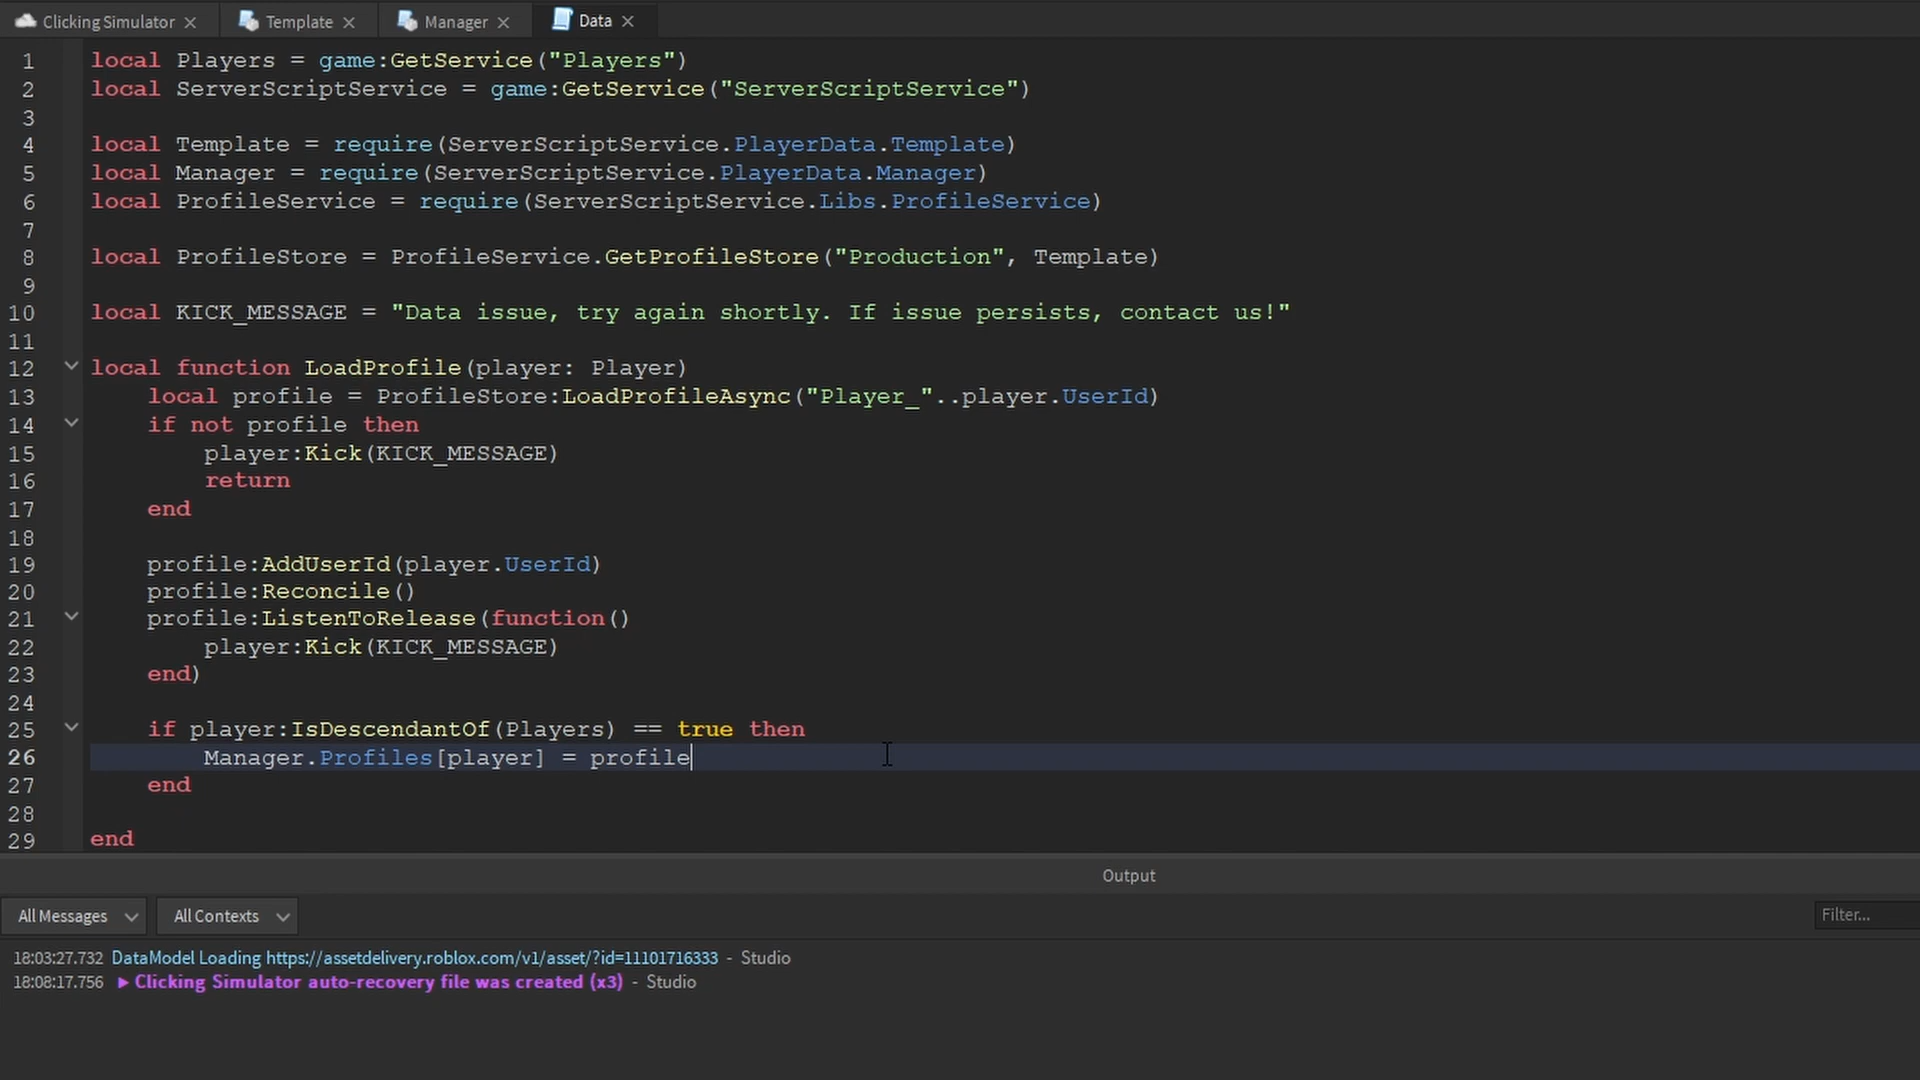 Clicking Simulator × Template × Manager × Data ×
1 local Players = game:GetService("Players")
2 local ServerScriptService = game:GetService("ServerScriptService")
3
4 local Template = require(ServerScriptService.PlayerData.Template)
5 local Manager = require(ServerScriptService.PlayerData.Manager)
6 local ProfileService = require(ServerScriptService.Libs.ProfileService)
7
8 local ProfileStore = ProfileService.GetProfileStore("Production", Template)
9
10 local KICK_MESSAGE = "Data issue, try again shortly. If issue persists, contact us!"
11
12 local function LoadProfile(player: Player)
13 local profile = ProfileStore:LoadProfileAsync("Player_"..player.UserId)
14 if not profile then
15 player:Kick(KICK_MESSAGE)
16 return
17 end
18
19 profile:AddUserId(player.UserId)
20 profile:Reconcile()
21 profile:ListenToRelease(function()
22 player:Kick(KICK_MESSAGE)
23 end)
24
25 if player:IsDescendantOf(Players) == true then
26 Manager.Profiles[player] = profile
27 end
28
29 end
Output
All Messages All Contexts Filter...
18:03:27.732 DataModel Loading https://assetdelivery.roblox.com/v1/asset/?id=11101716333 - Studio
18:08:17.756 ▶ Clicking Simulator auto-recovery file was created (x3) - Studio